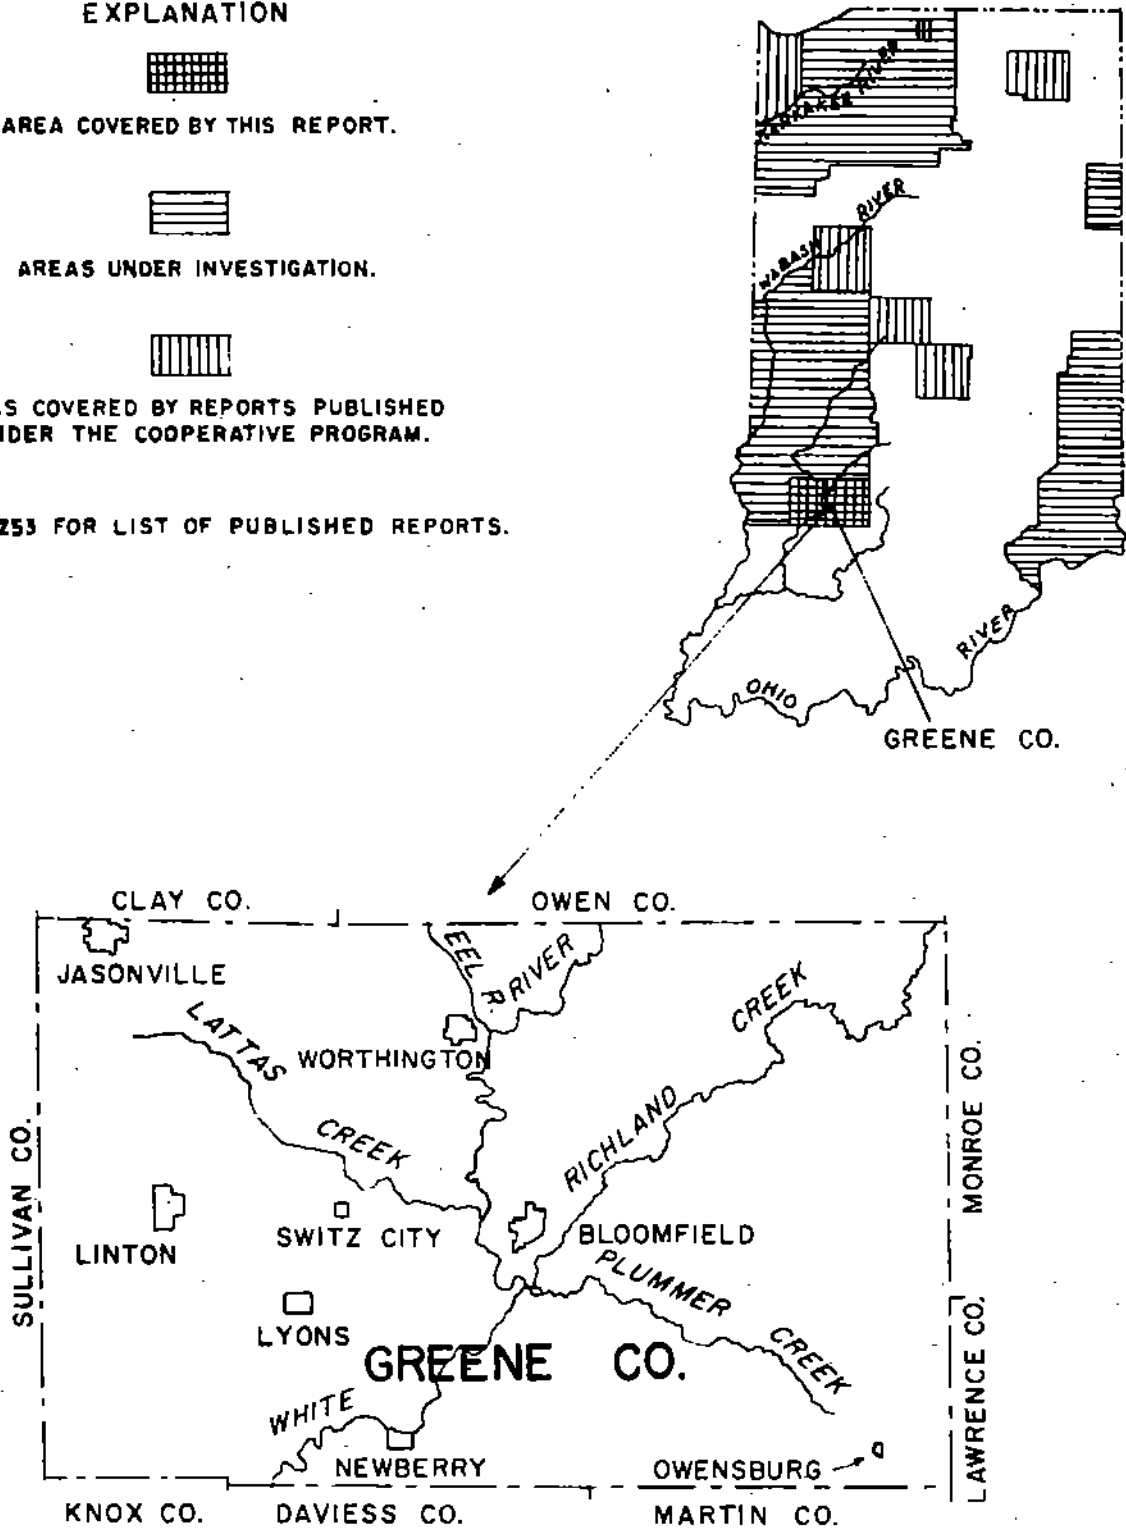 EXPLANATION
AREA COVERED BY THIS REPORT.
AREAS UNDER INVESTIGATION.
COVERED BY REPORTS PUBLISHED
THE COOPERATIVE PROGRAM.
FOR LIST OF PUBLISHED REPORTS.
KANKAKEE RIVER
WABASH RIVER
OHIO RIVER
GREENE CO.
CLAY CO.
OWEN CO.
JASONVILLE
EEL R.
RIVER
LATTAS CREEK
WORTHINGTON
RICHLAND CREEK
SULLIVAN CO.
MONROE CO.
LINTON
SWITZ CITY
BLOOMFIELD
PLUMMER CREEK
LYONS
GREENE CO.
LAWRENCE CO.
WHITE
NEWBERRY
OWENSBURG
KNOX CO.
DAVIESS CO.
MARTIN CO.